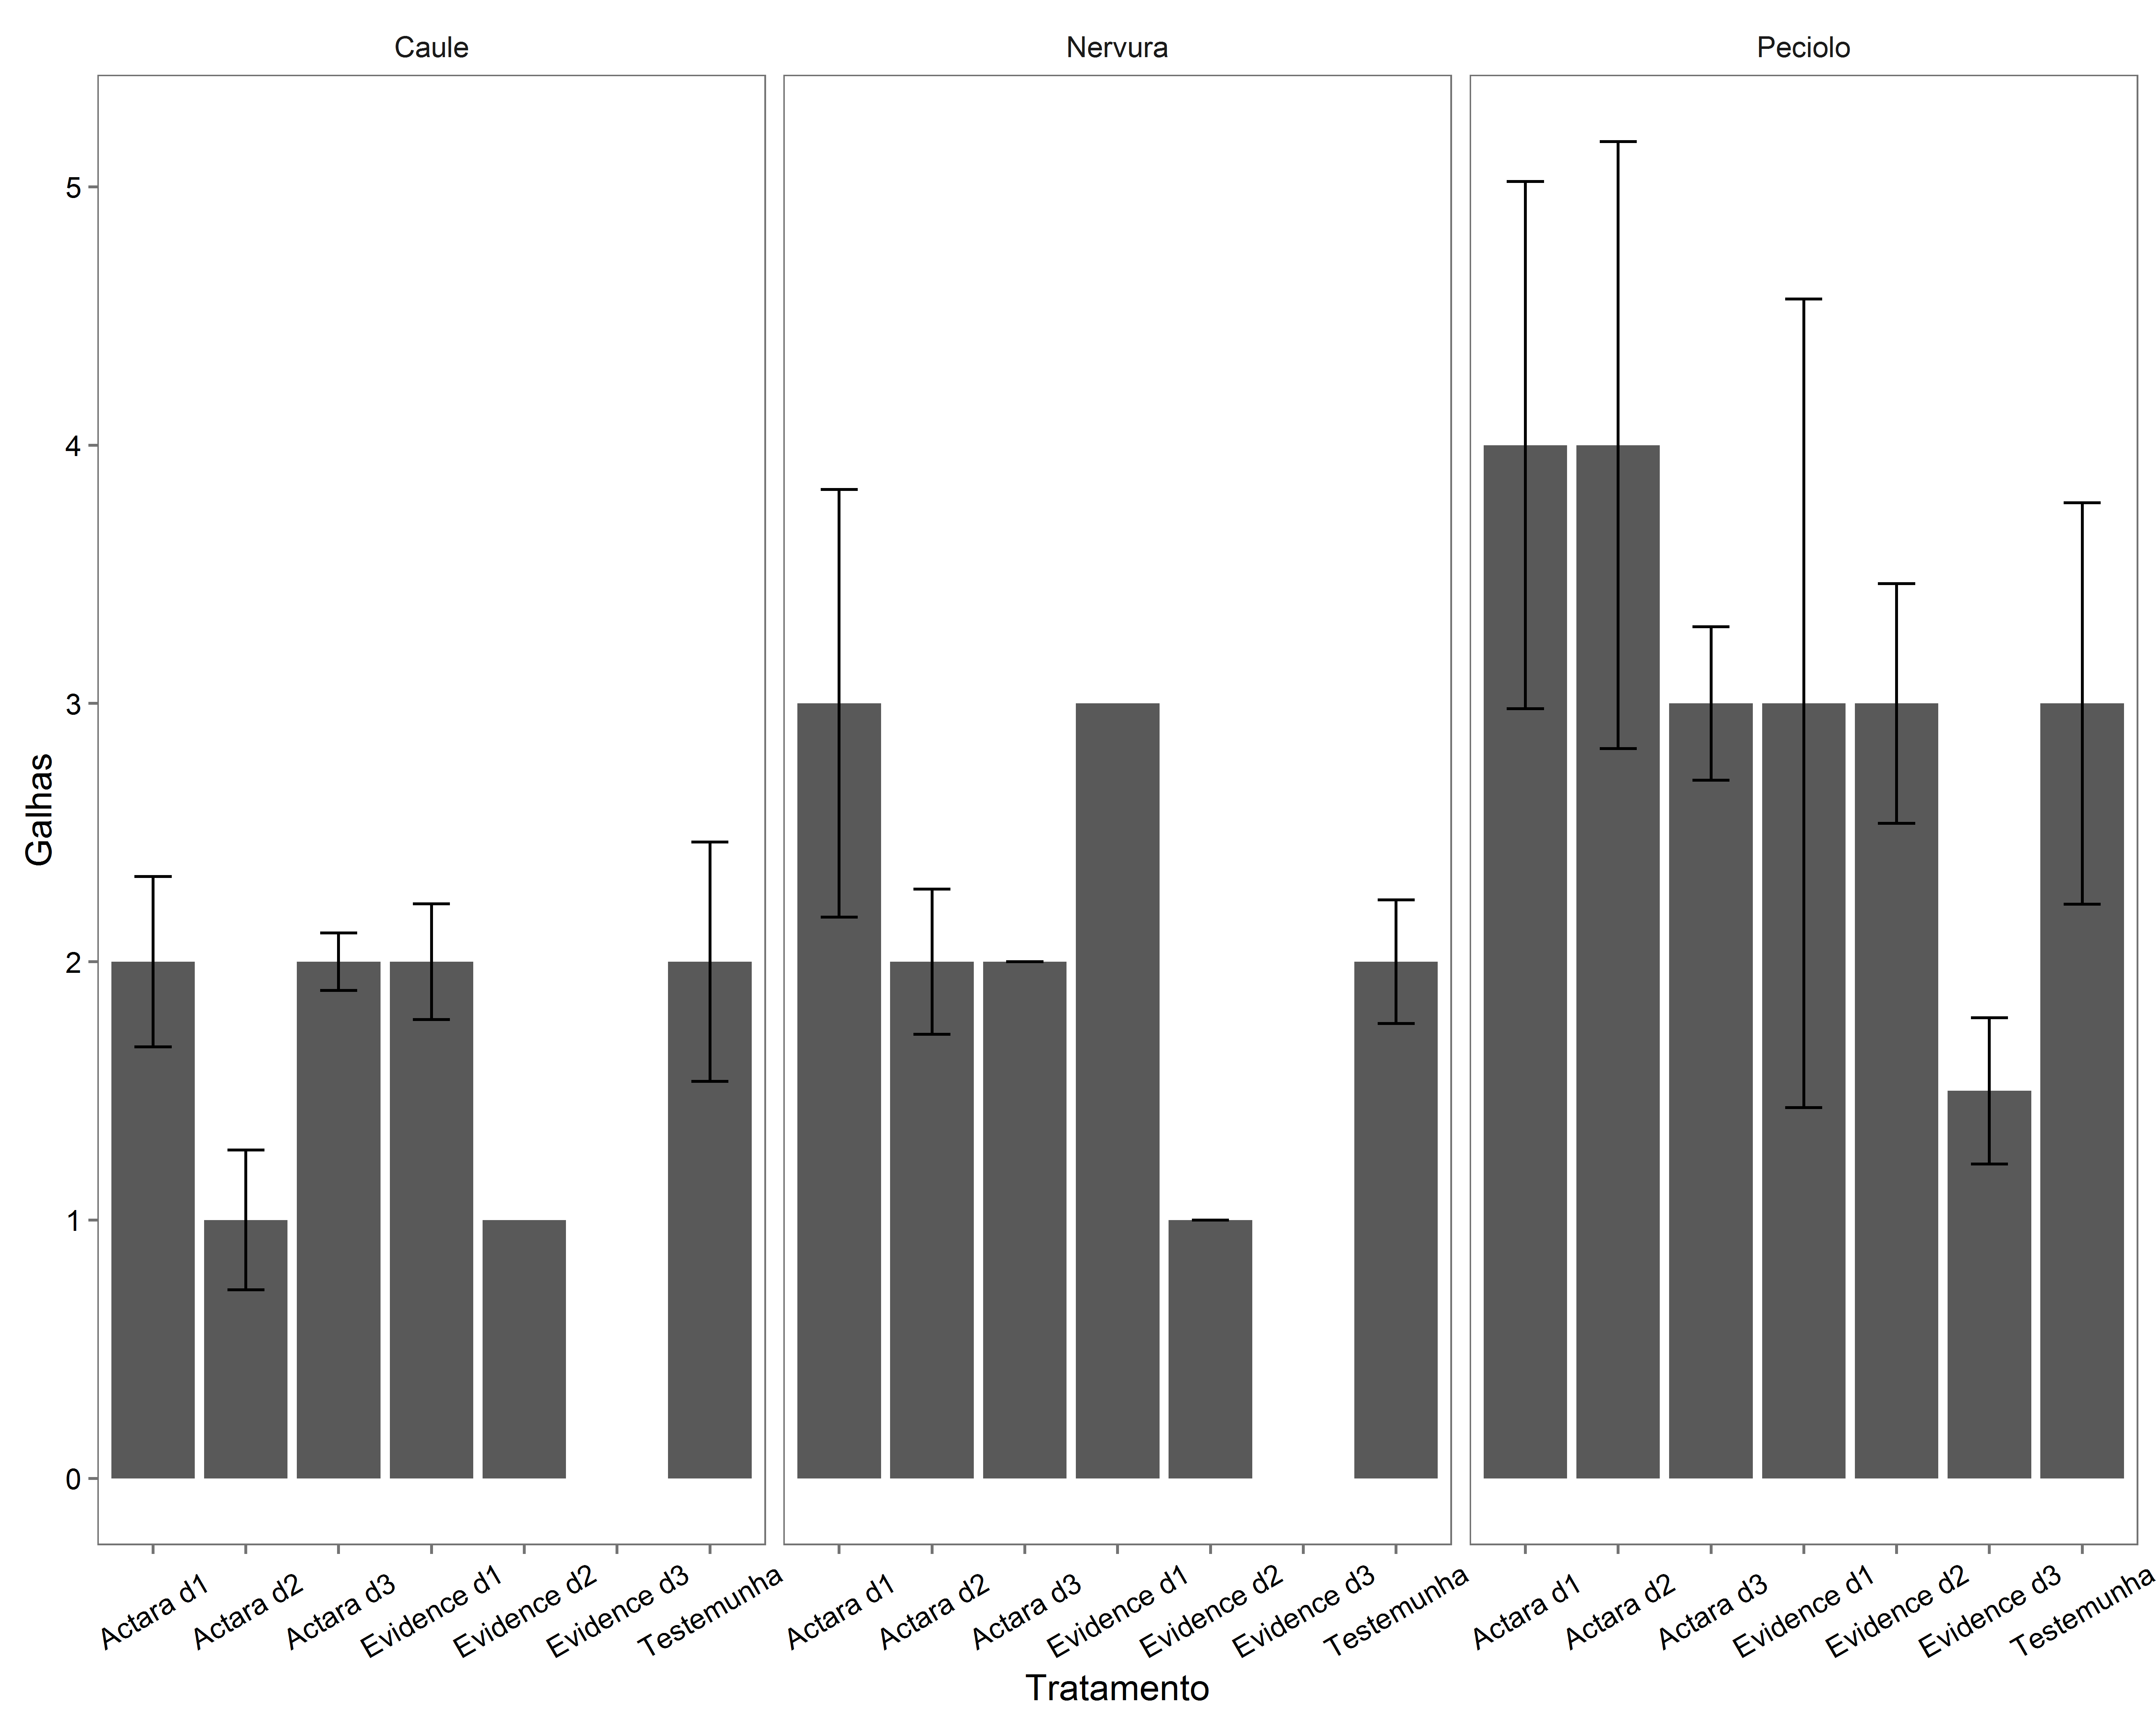 Caule
Nervura
Peciolo
Galhas
5
4
3
2
1
0
Actara d1
Actara d2
Actara d3
Evidence d1
Evidence d2
Evidence d3
Testemunha
Actara d1
Actara d2
Actara d3
Evidence d1
Evidence d2
Evidence d3
Testemunha
Actara d1
Actara d2
Actara d3
Evidence d1
Evidence d2
Evidence d3
Testemunha
Tratamento